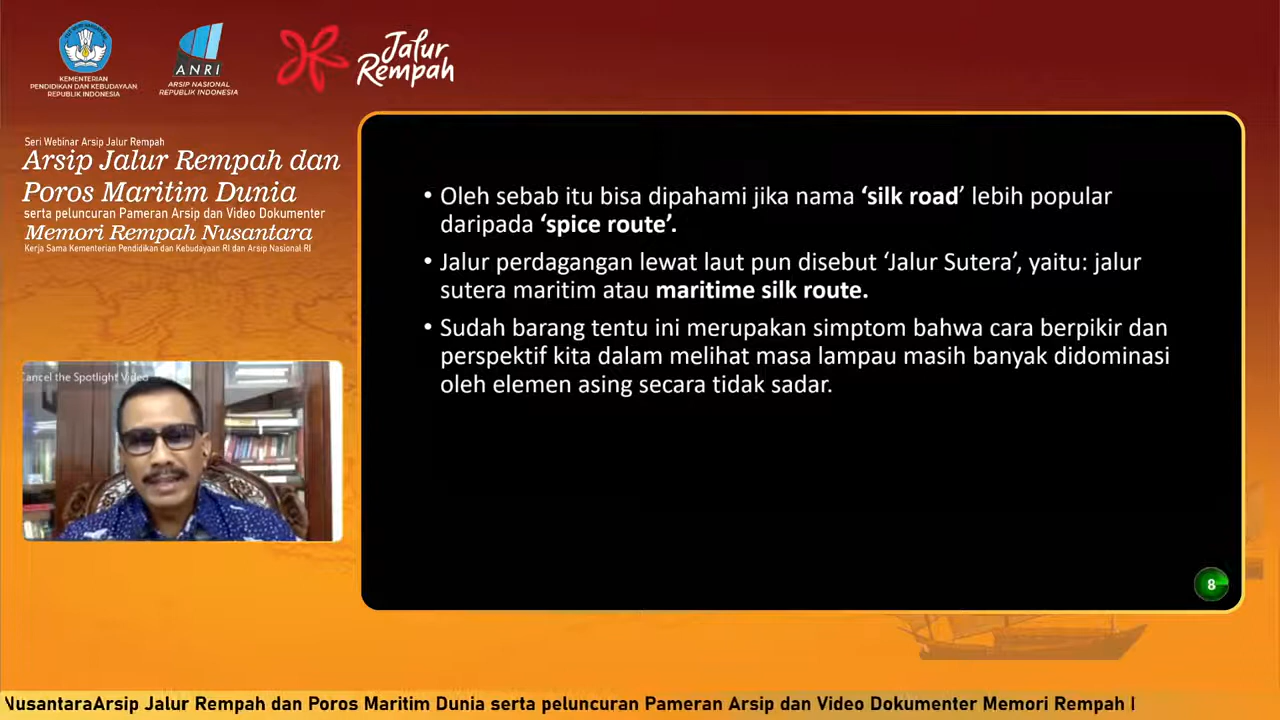 KEMENTERIAN
PENDIDIKAN DAN KEBUDAYAAN
REPUBLIK INDONESIA
ANRI
ARSIP NASIONAL
REPUBLIK INDONESIA
Jalur
Rempah
Seri Webinar Arsip Jalur Rempah
Arsip Jalur Rempah dan
Poros Maritim Dunia
serta peluncuran Pameran Arsip dan Video Dokumenter
Memori Rempah Nusantara
Kerja Sama Kementerian Pendidikan dan Kebudayaan RI dan Arsip Nasional RI
Cancel the Spotlight Video
• Oleh sebab itu bisa dipahami jika nama ‘silk road’ lebih popular
daripada ‘spice route’.
• Jalur perdagangan lewat laut pun disebut ‘Jalur Sutera’, yaitu: jalur
sutera maritim atau maritime silk route.
• Sudah barang tentu ini merupakan simptom bahwa cara berpikir dan
perspektif kita dalam melihat masa lampau masih banyak didominasi
oleh elemen asing secara tidak sadar.
8
NusantaraArsip Jalur Rempah dan Poros Maritim Dunia serta peluncuran Pameran Arsip dan Video Dokumenter Memori Rempah